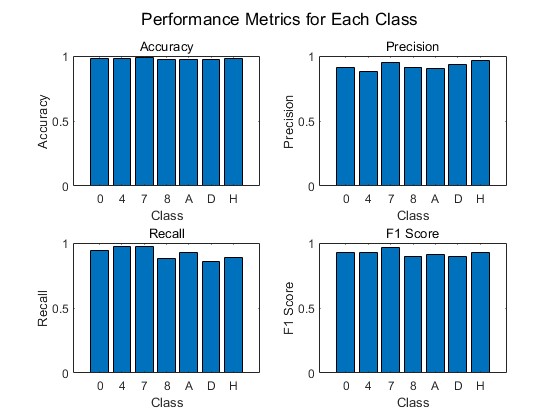 Performance Metrics for Each Class
Accuracy
1
0.5
0
Accuracy
0 4 7 8 A D H
Class
Precision
1
0.5
0
Precision
0 4 7 8 A D H
Class
Recall
1
0.5
0
Recall
0 4 7 8 A D H
Class
F1 Score
1
0.5
0
F1 Score
0 4 7 8 A D H
Class